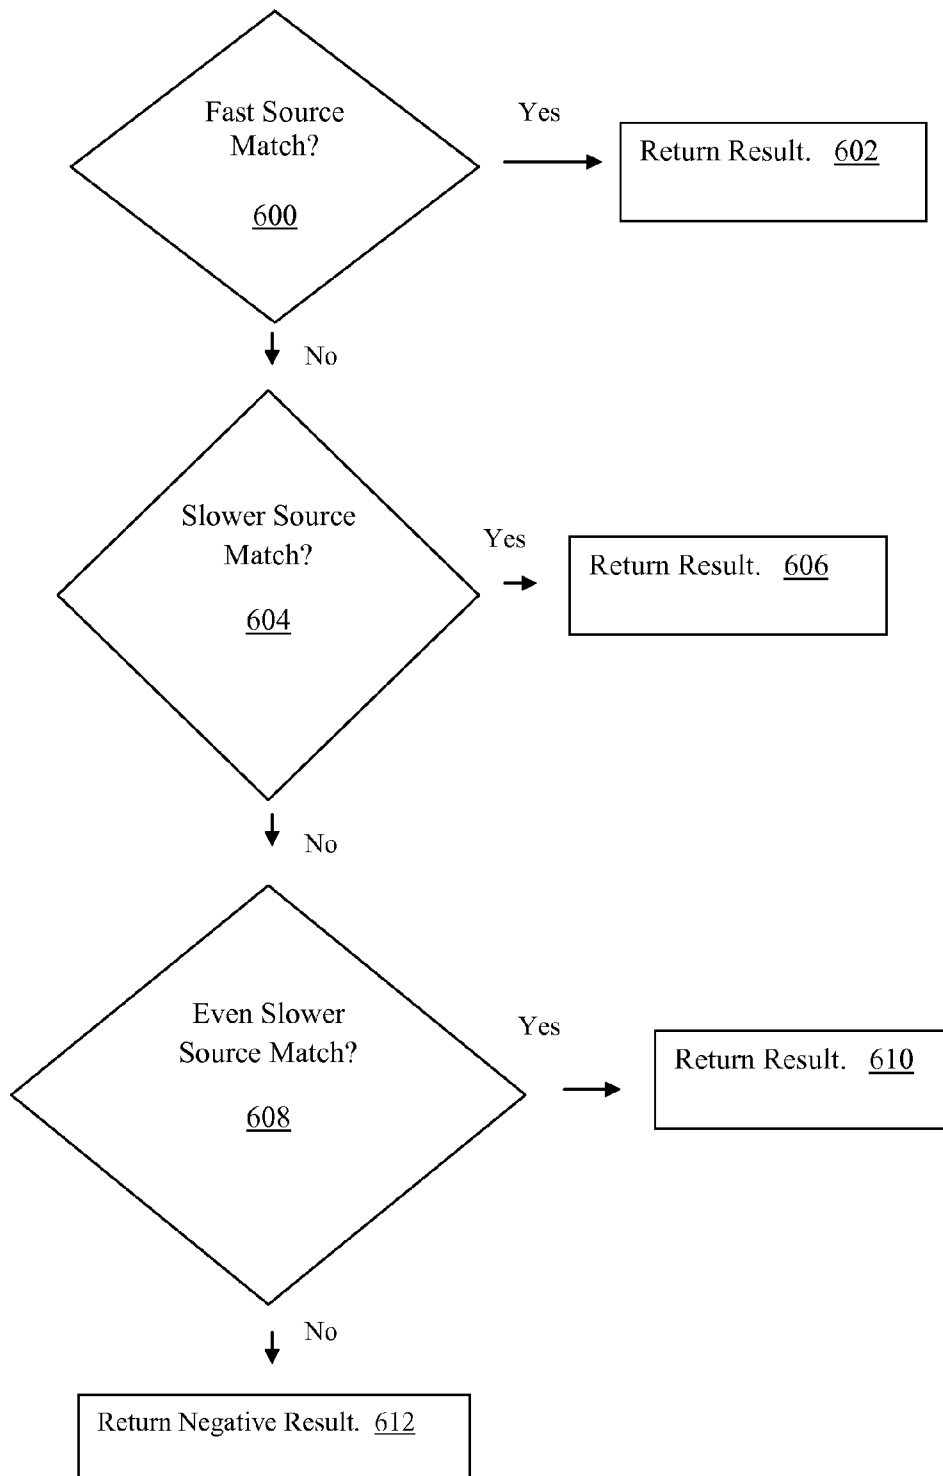 Fast Source
Match?
600
Yes
Return Result. 602
No
Slower Source
Match?
604
Yes
Return Result. 606
No
Even Slower
Source Match?
608
Yes
Return Result. 610
No
Return Negative Result. 612